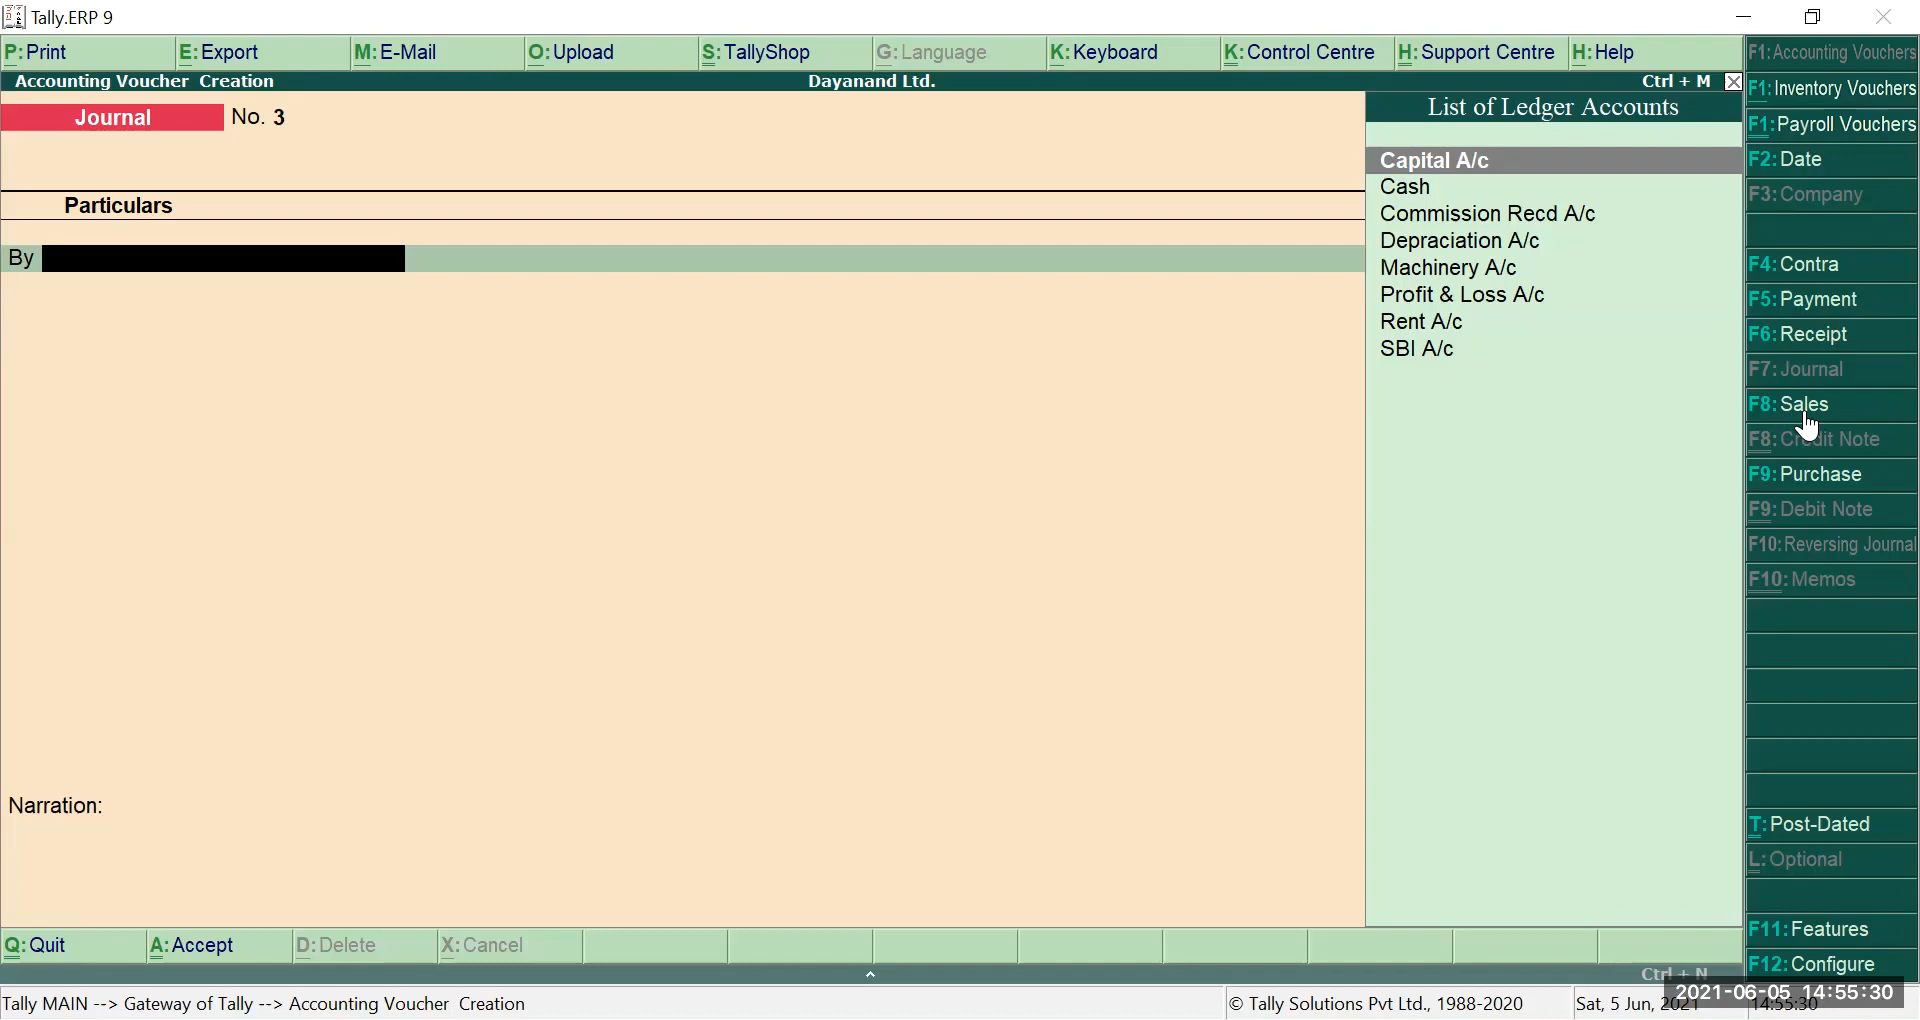 Tally.ERP 9
P: Print E: Export M: E-Mail O: Upload S: TallyShop G: Language K: Keyboard K: Control Centre H: Support Centre H: Help
Accounting Voucher Creation Dayanand Ltd. Ctrl + M
Journal No. 3
Particulars
By
Narration:
List of Ledger Accounts
Capital A/c
Cash
Commission Recd A/c
Depraciation A/c
Machinery A/c
Profit & Loss A/c
Rent A/c
SBI A/c
F1: Accounting Vouchers
F1: Inventory Vouchers
F1: Payroll Vouchers
F2: Date
F3: Company
F4: Contra
F5: Payment
F6: Receipt
F7: Journal
F8: Sales
F8: Credit Note
F9: Purchase
F9: Debit Note
F10: Reversing Journal
F10: Memos
T: Post-Dated
L: Optional
F11: Features
F12: Configure
Q: Quit A: Accept D: Delete X: Cancel
Ctrl + N
Tally MAIN --> Gateway of Tally --> Accounting Voucher Creation © Tally Solutions Pvt Ltd., 1988-2020 Sat, 5 Jun, 2021 14:55:30
2021-06-05 14:55:30